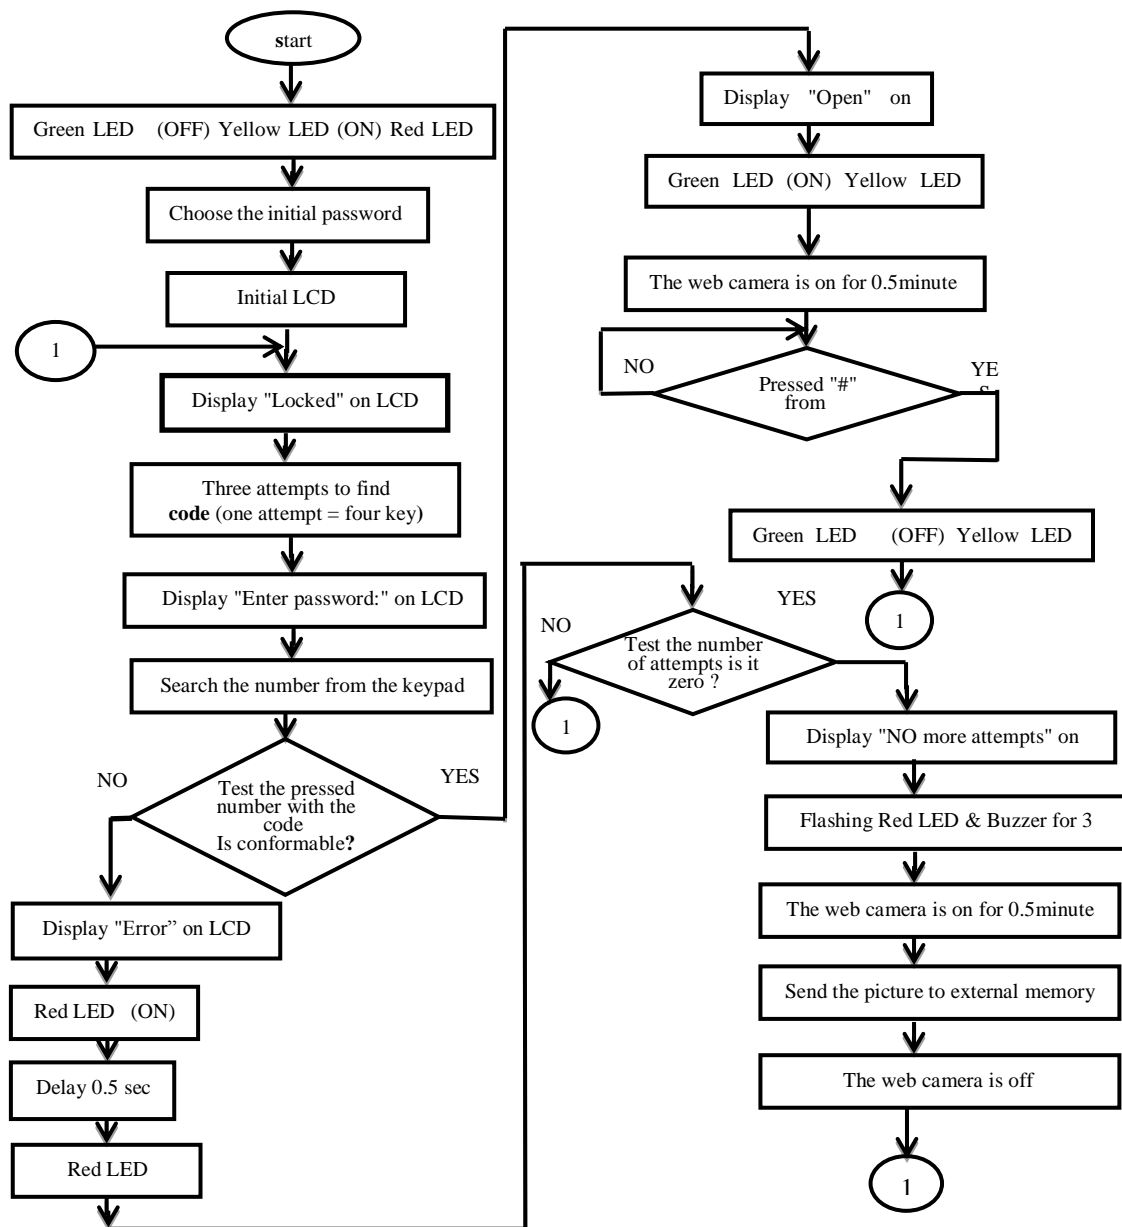 start
Green LED (OFF) Yellow LED (ON) Red LED
Choose the initial password
Initial LCD
1
Display "Locked" on LCD
Three attempts to find
code (one attempt = four key)
Display "Enter password:" on LCD
Search the number from the keypad
NO
YES
Test the pressed
number with the
code
Is conformable?
Display "Error” on LCD
Red LED (ON)
Delay 0.5 sec
Red LED
Display "Open" on
Green LED (ON) Yellow LED
The web camera is on for 0.5minute
NO
YE
S
Pressed "#"
from
Green LED (OFF) Yellow LED
1
NO
YES
Test the number
of attempts is it
zero ?
1
Display "NO more attempts" on
Flashing Red LED & Buzzer for 3
The web camera is on for 0.5minute
Send the picture to external memory
The web camera is off
1